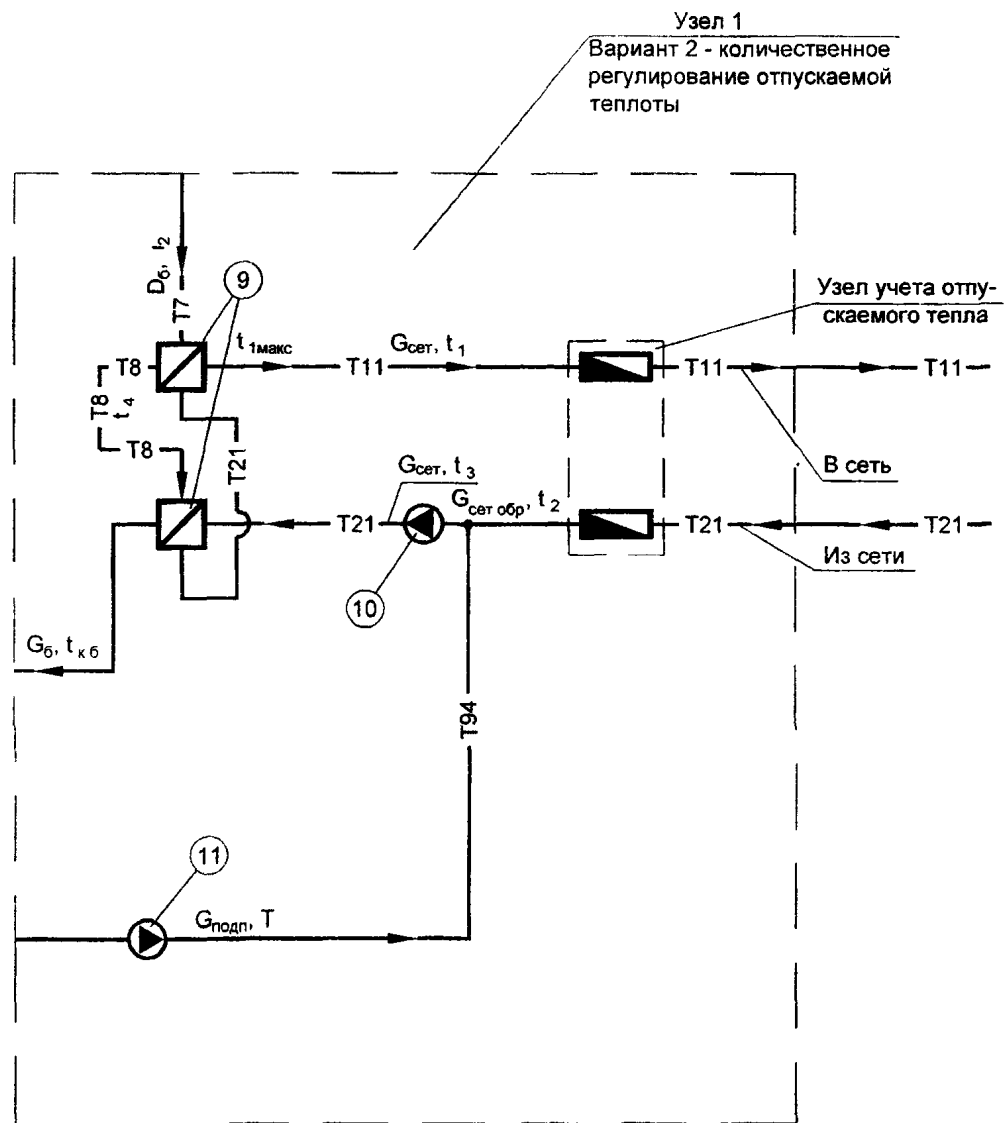 Узел 1
Вариант 2 - количественное
регулирование отпускаемой
теплоты
Dб, i2
T7
9
Узел учета отпу-
скаемого тепла
t1макс
Gсет, t1
T8
T11
T11
T11
T8
t4
T8
T21
В сеть
Gсет, t3
Gсет обр, t2
T21
T21
T21
Из сети
10
Gб, tк б
T94
11
Gподп, T